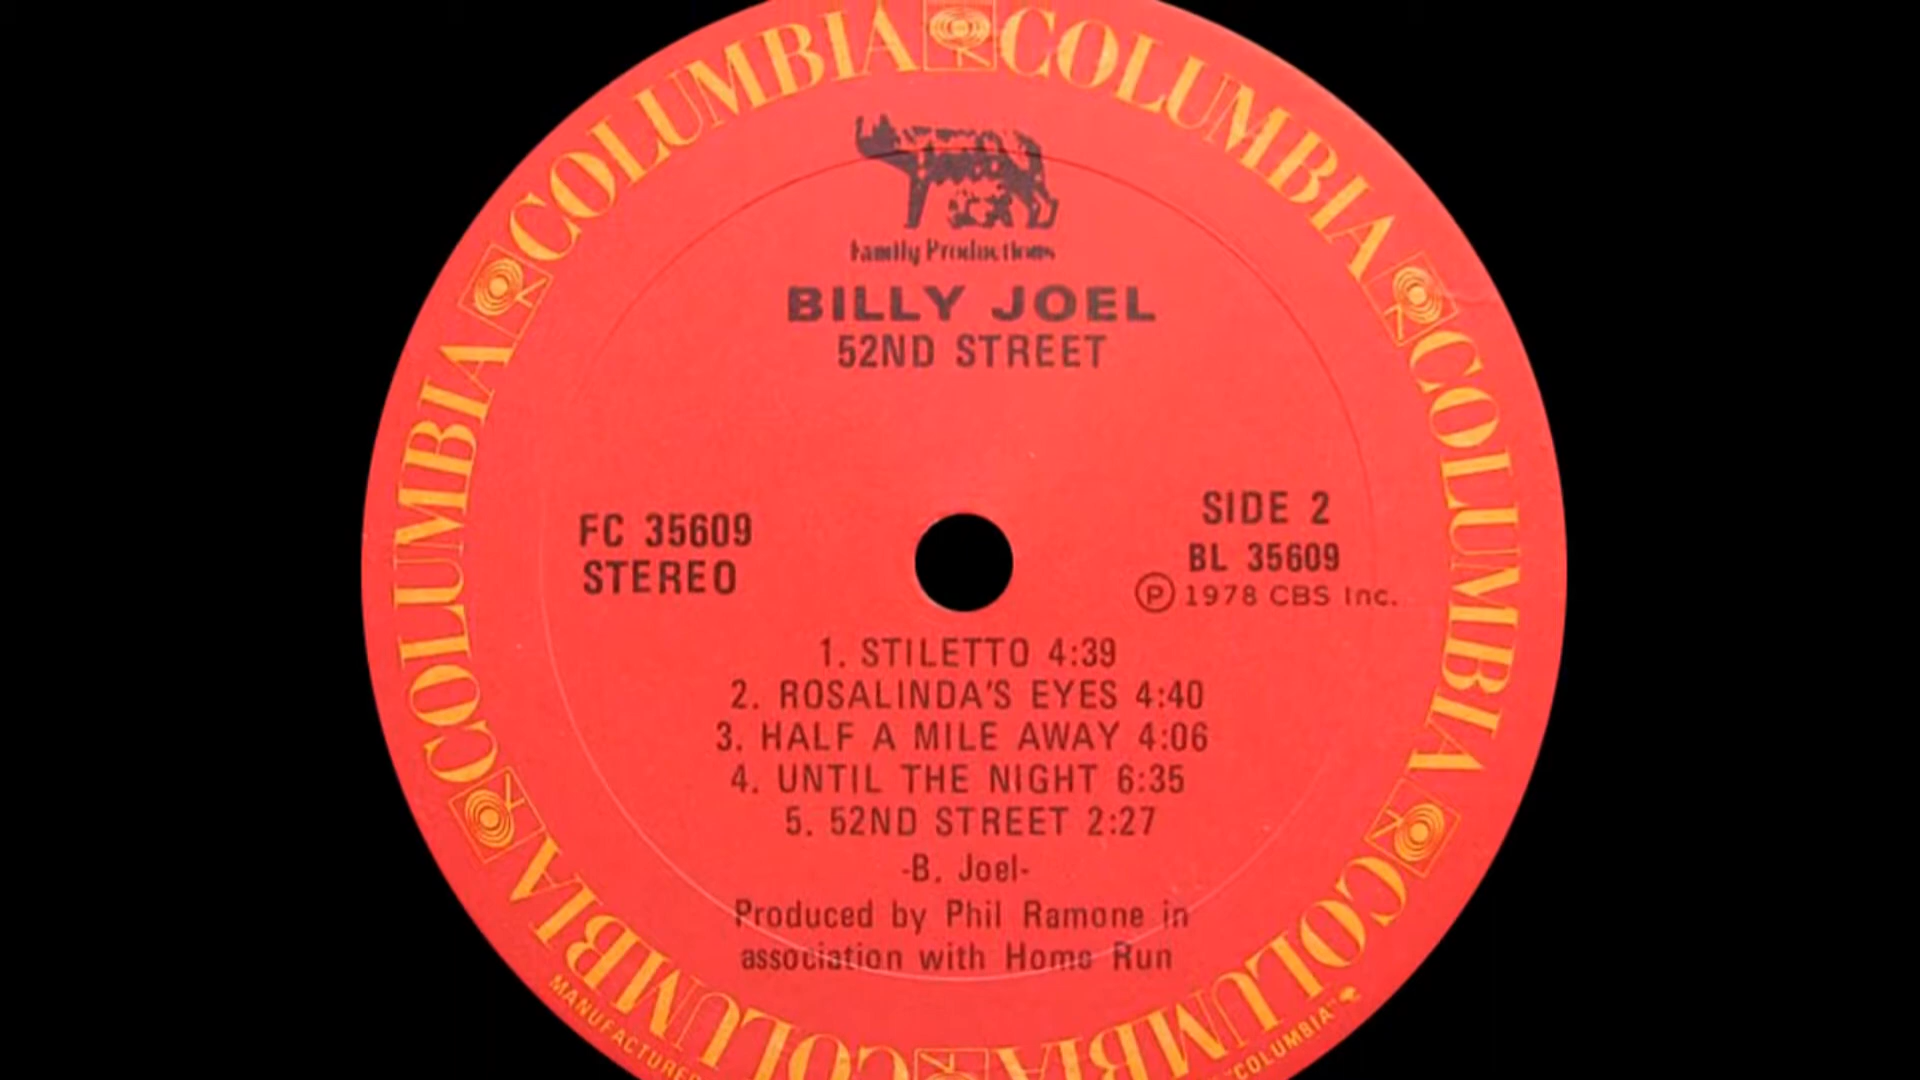 COLUMBIA COLUMBIA COLUMBIA COLUMBIA COLUMBIA COLUMBIA
Family Productions
BILLY JOEL
52ND STREET
FC 35609
STEREO
SIDE 2
BL 35609
Ⓟ 1978 CBS Inc.
1. STILETTO 4:39
2. ROSALINDA'S EYES 4:40
3. HALF A MILE AWAY 4:06
4. UNTIL THE NIGHT 6:35
5. 52ND STREET 2:27
-B. Joel-
Produced by Phil Ramone in
association with Home Run
"COLUMBIA"